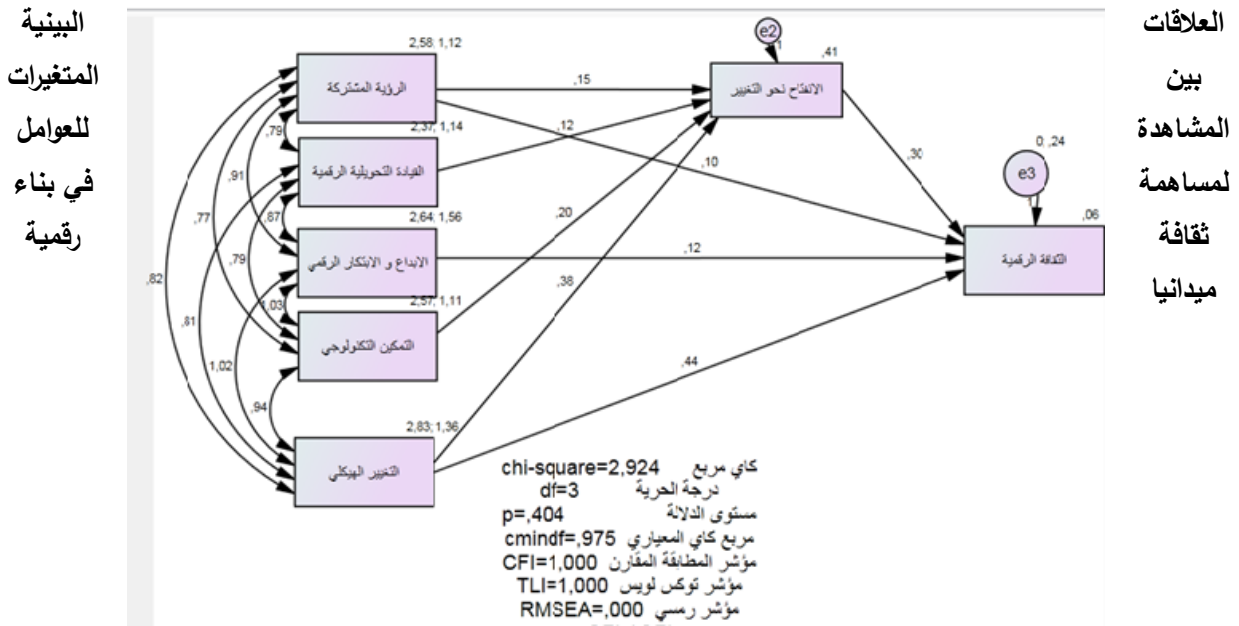 العلاقات البينية
بين المتغيرات
المشاهدة للعوامل
لمساهمة في بناء
ثقافة رقمية
ميدانيا
2,58; 1,12
الرؤية المشتركة
2,37; 1,14
القيادة التحويلية الرقمية
2,64; 1,56
الابداع و الابتكار الرقمي
2,57; 1,11
التمكين التكنولوجي
2,83; 1,36
التغيير الهيكلي
e2
1
,41
الانفتاح نحو التغيير
0; ,24
e3
1
,06
الثقافة الرقمية
,15
,12
,10
,30
,20
,12
,38
,44
,79
,91
,77
,87
,79
,82
1,03
,81
1,02
,94
كاي مربع chi-square=2,924
درجة الحرية df=3
مستوى الدلالة p=,404
مربع كاي المعياري cmindf=,975
مؤشر المطابقة المقارن CFI=1,000
مؤشر توكس لويس TLI=1,000
مؤشر رمسي RMSEA=,000